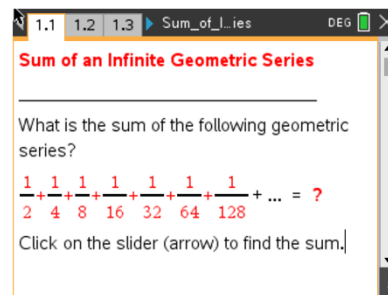 1.1 1.2 1.3 Sum_of_I...ies DEG
Sum of an Infinite Geometric Series
What is the sum of the following geometric
series?
1/2 + 1/4 + 1/8 + 1/16 + 1/32 + 1/64 + 1/128 + ... = ?
Click on the slider (arrow) to find the sum.